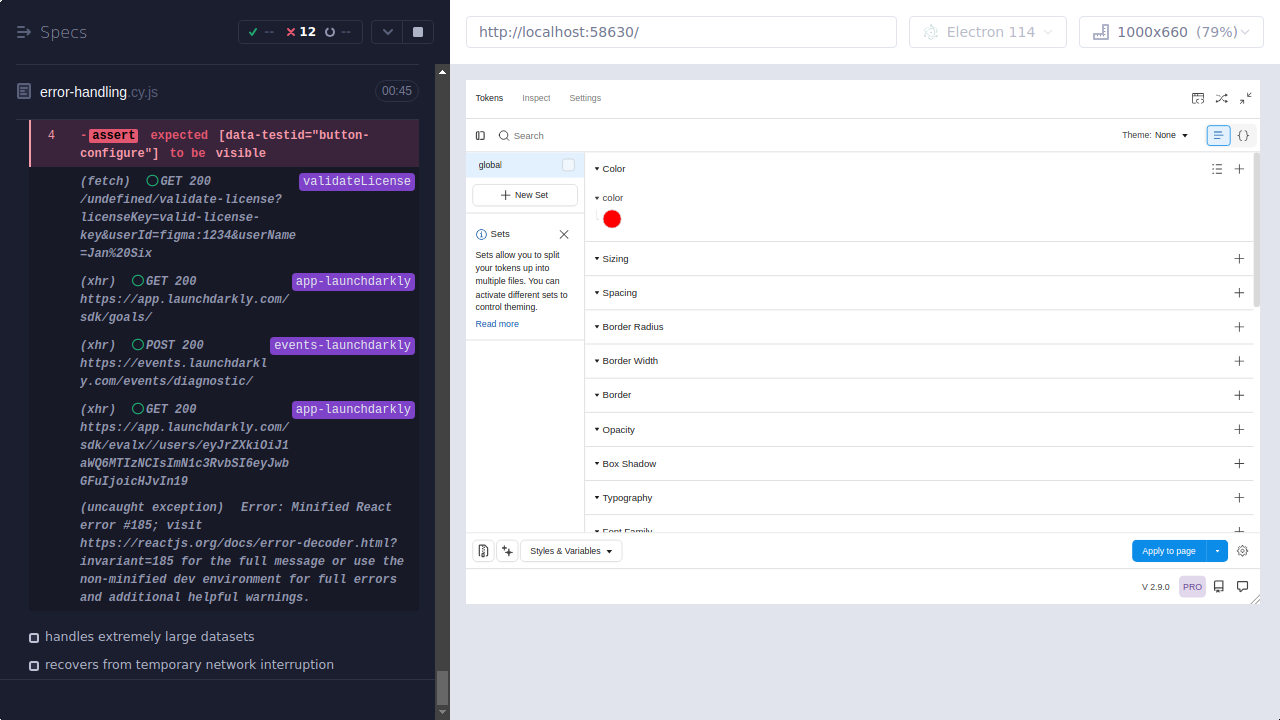 Specs
-- 12 --
error-handling.cy.js 00:45
4 -assert expected [data-testid="button-
configure"] to be visible
(fetch) GET 200 validateLicense
/undefined/validate-license?
licenseKey=valid-license-
key&userId=figma:1234&userName
=Jan%20Six
(xhr) GET 200 app-launchdarkly
https://app.launchdarkly.com/
sdk/goals/
(xhr) POST 200 events-launchdarkly
https://events.launchdarkl
y.com/events/diagnostic/
(xhr) GET 200 app-launchdarkly
https://app.launchdarkly.com/
sdk/evalx//users/eyJrZXkiOiJ1
aWQ6MTIzNCIsImN1c3RvbSI6eyJwb
GFuIjoicHJvIn19
(uncaught exception) Error: Minified React
error #185; visit
https://reactjs.org/docs/error-decoder.html?
invariant=185 for the full message or use the
non-minified dev environment for full errors
and additional helpful warnings.
handles extremely large datasets
recovers from temporary network interruption
http://localhost:58630/
Electron 114
1000x660 (79%)
Tokens Inspect Settings
Search
Theme: None
{}
global
New Set
Sets
Sets allow you to split
your tokens up into
multiple files. You can
activate different sets to
control theming.
Read more
Color
color
Sizing
Spacing
Border Radius
Border Width
Border
Opacity
Box Shadow
Typography
Font Family
Styles & Variables
Apply to page
V 2.9.0 PRO